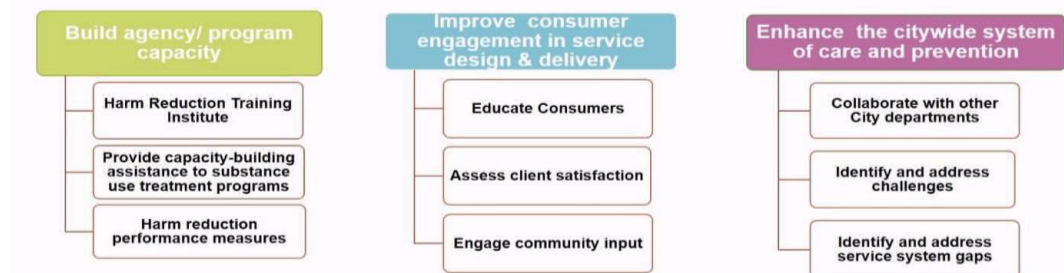 Build agency/ program
capacity
Harm Reduction Training
Institute
Provide capacity-building
assistance to substance
use treatment programs
Harm reduction
performance measures
Improve consumer
engagement in service
design & delivery
Educate Consumers
Assess client satisfaction
Engage community input
Enhance the citywide system
of care and prevention
Collaborate with other
City departments
Identify and address
challenges
Identify and address
service system gaps